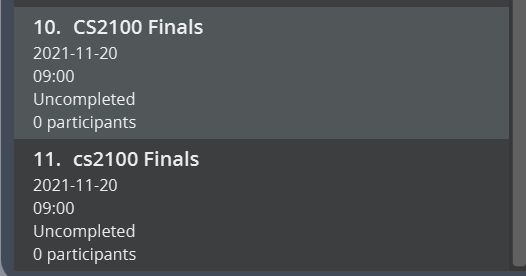 10. CS2100 Finals
2021-11-20
09:00
Uncompleted
0 participants
11. cs2100 Finals
2021-11-20
09:00
Uncompleted
0 participants